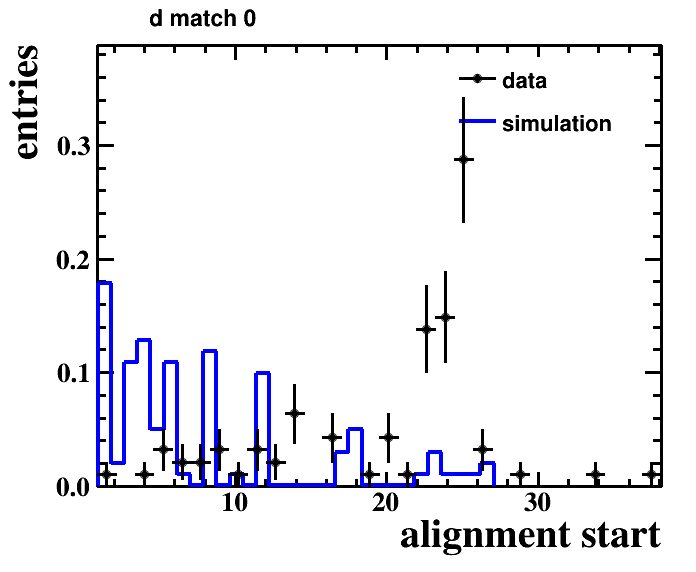 d match 0
entries
data
simulation
0.3
0.2
0.1
0.0
10
20
30
alignment start